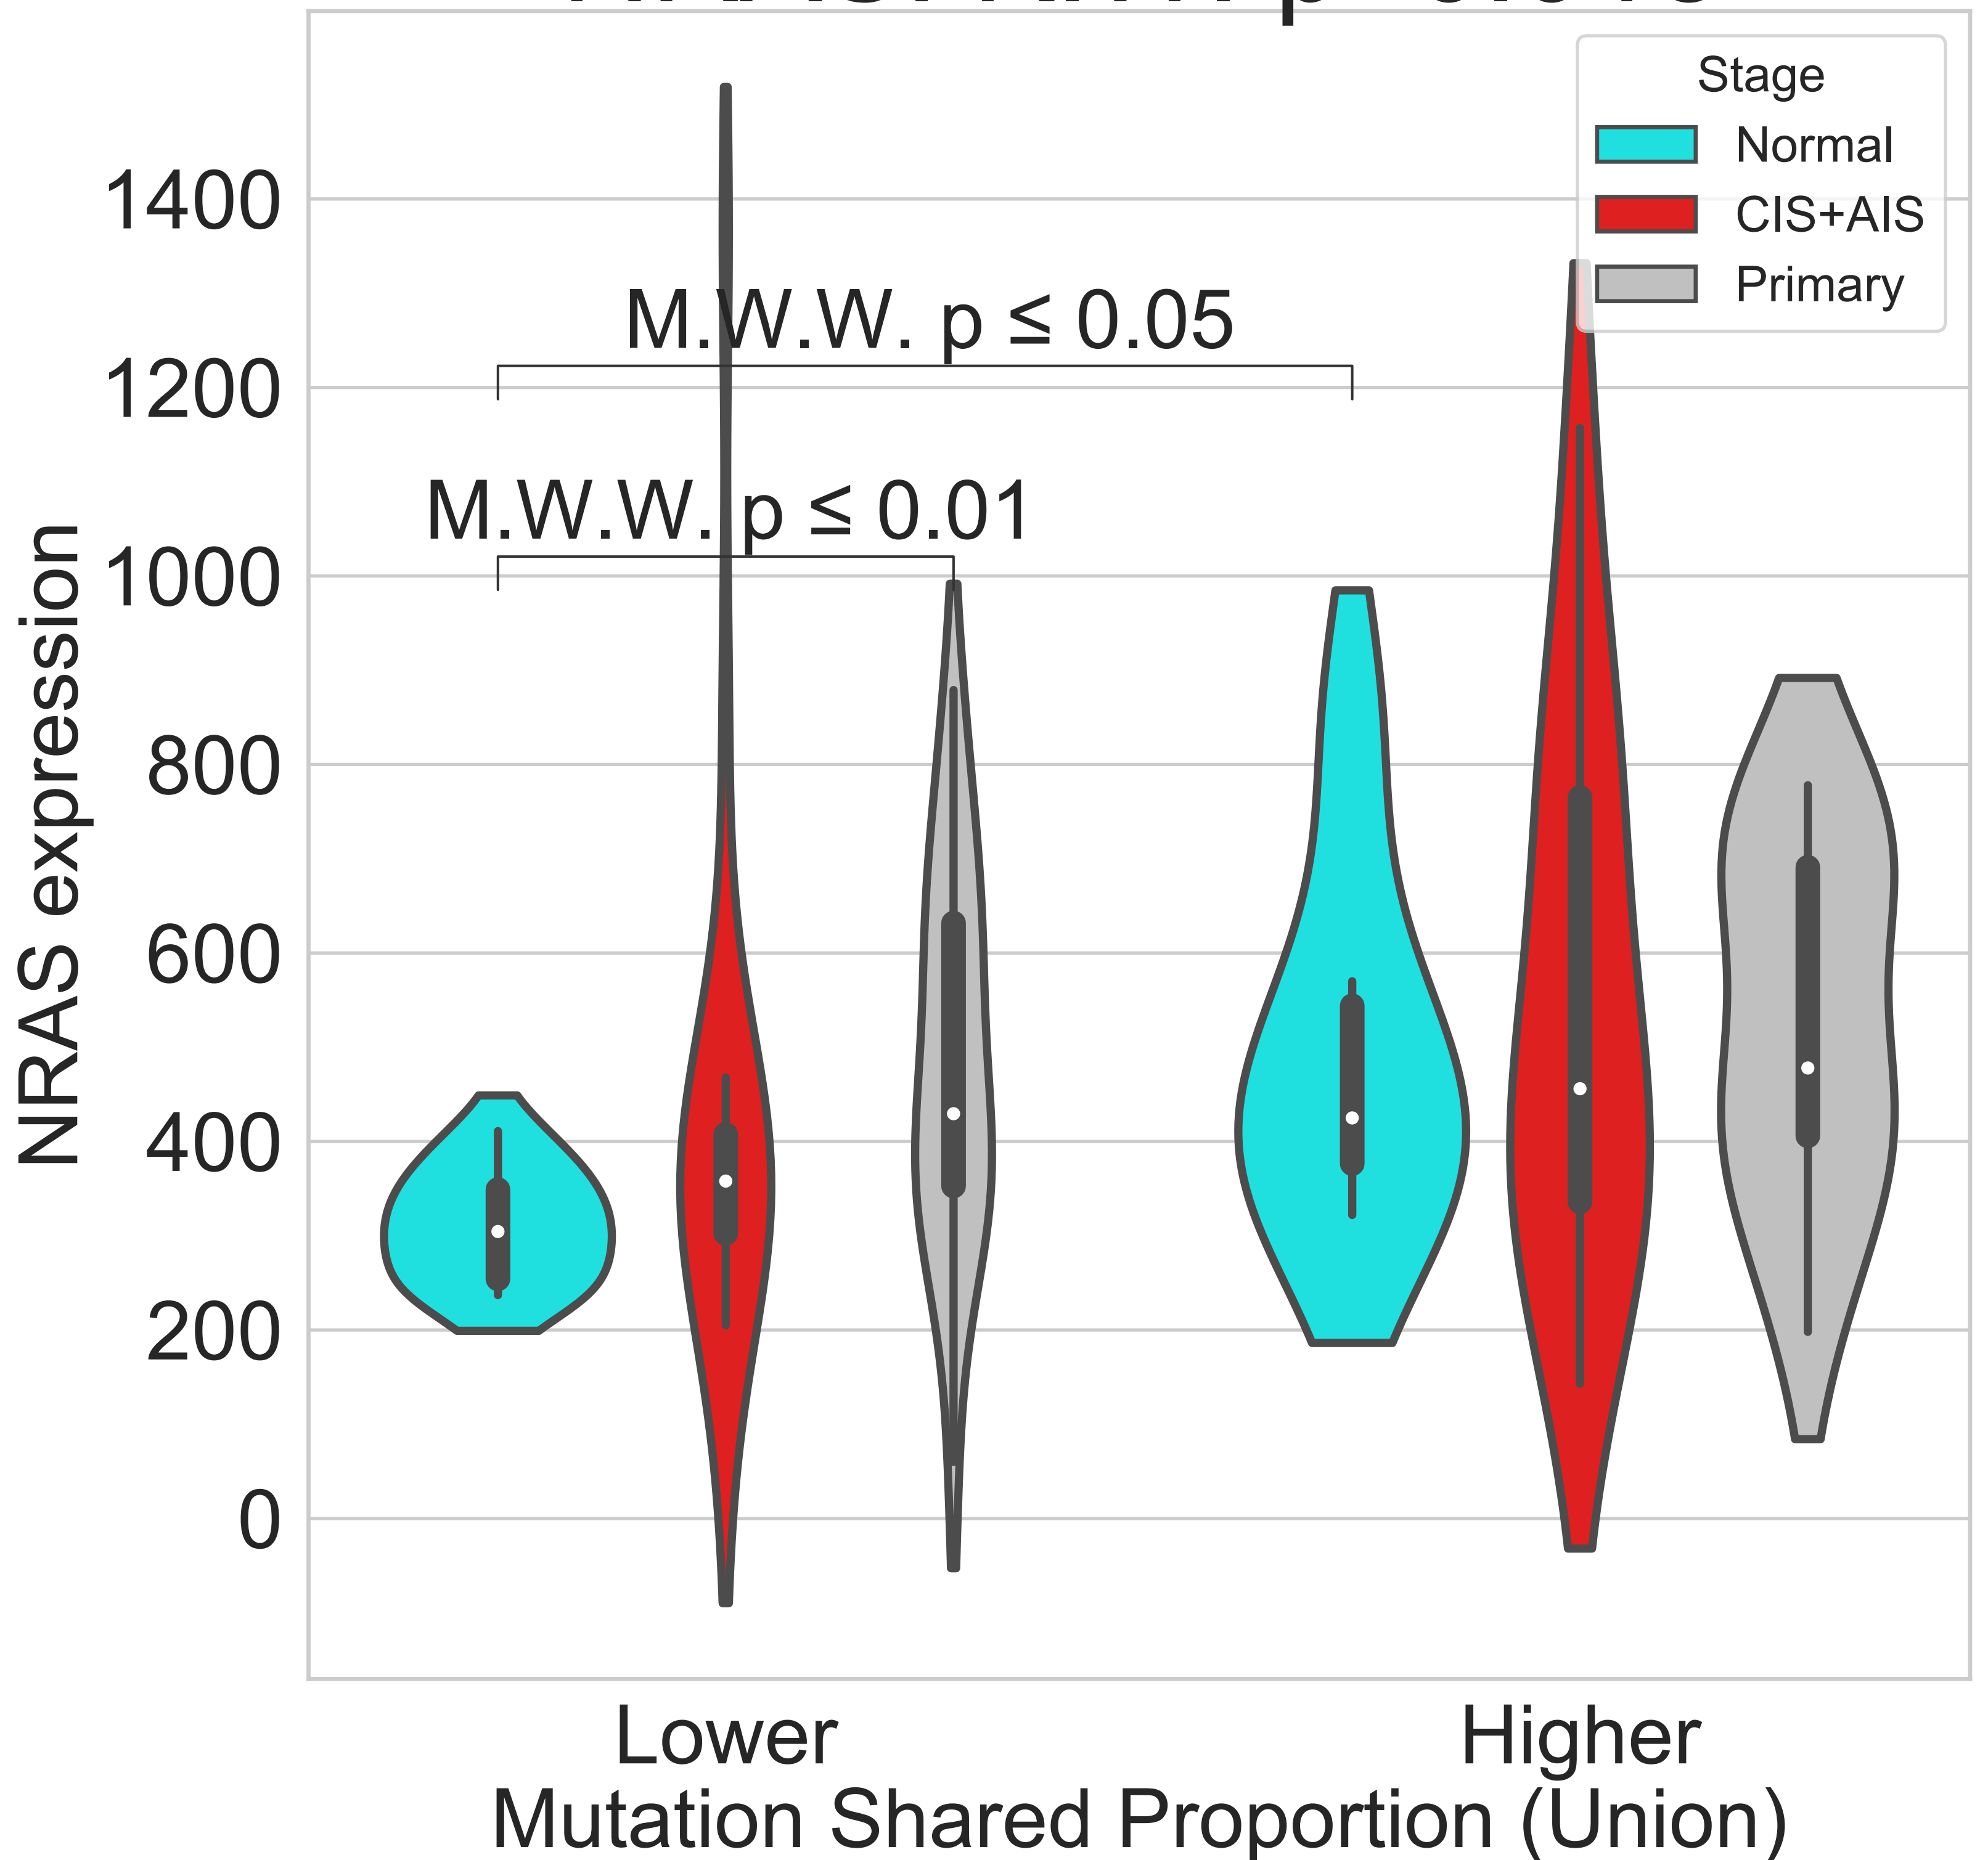 Stage
Normal
CIS+AIS
Primary
1400
1200
1000
800
600
400
200
0
NRAS expression
M.W.W. p ≤ 0.05
M.W.W. p ≤ 0.01
Lower
Higher
Mutation Shared Proportion (Union)